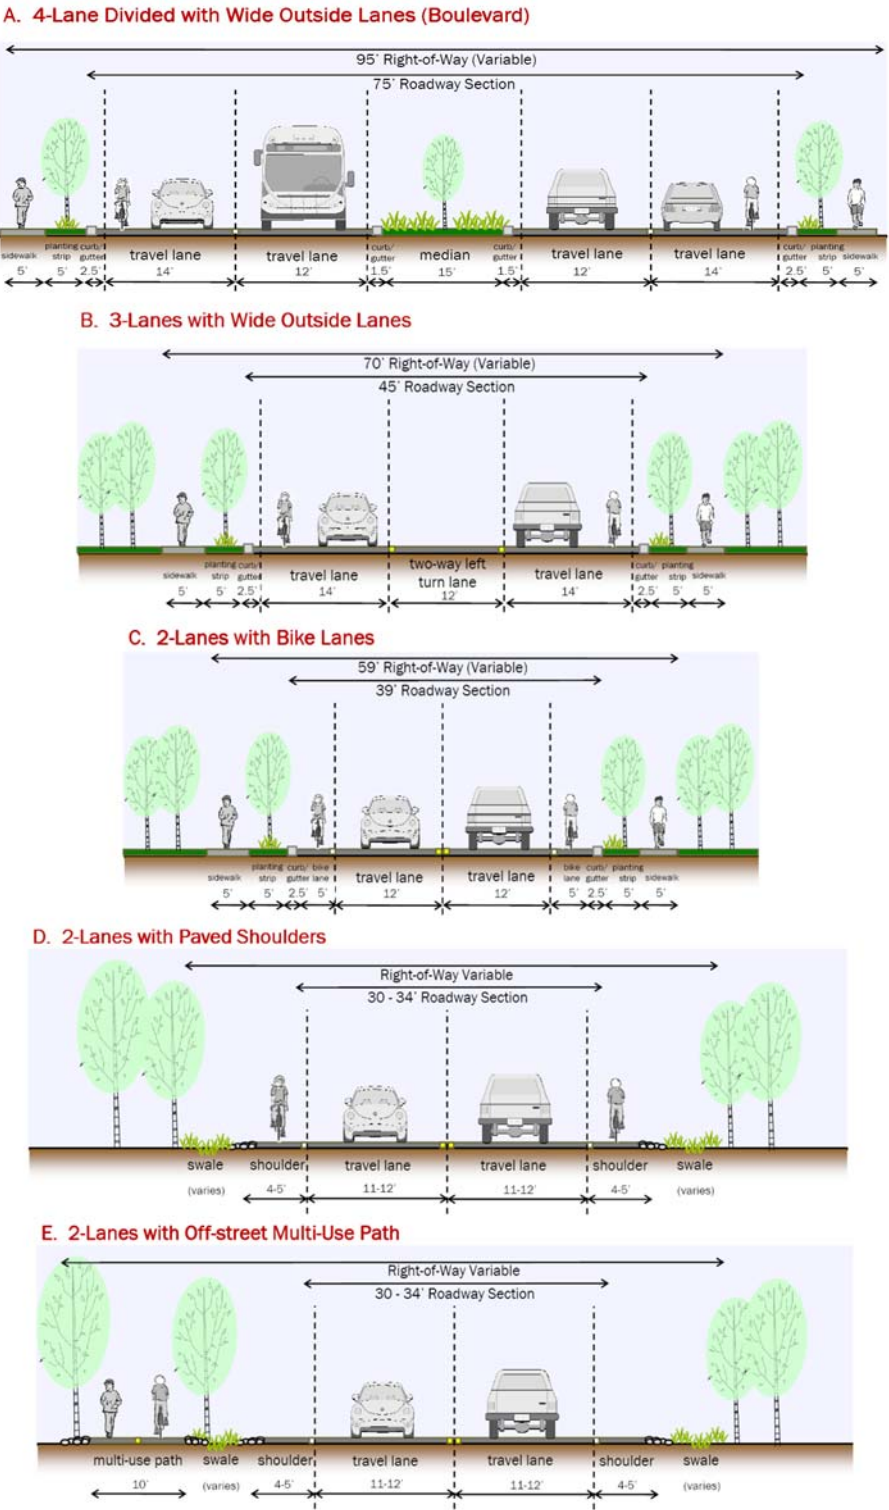 A. 4-Lane Divided with Wide Outside Lanes (Boulevard)
95' Right-of-Way (Variable)
75' Roadway Section
sidewalk planting strip curb/ gutter travel lane travel lane curb/ gutter median curb/ gutter travel lane travel lane curb/ gutter planting strip sidewalk
5' 5' 2.5' 14' 12' 1.5' 15' 1.5' 12' 14' 2.5' 5' 5'
B. 3-Lanes with Wide Outside Lanes
70' Right-of-Way (Variable)
45' Roadway Section
sidewalk planting strip curb/ gutter travel lane two-way left turn lane travel lane curb/ gutter planting strip sidewalk
5' 5' 2.5' 14' 12' 14' 2.5' 5' 5'
C. 2-Lanes with Bike Lanes
59' Right-of-Way (Variable)
39' Roadway Section
sidewalk planting strip curb/ gutter bike lane travel lane travel lane bike lane curb/ gutter planting strip sidewalk
5' 5' 2.5' 5' 12' 12' 5' 2.5' 5' 5'
D. 2-Lanes with Paved Shoulders
Right-of-Way Variable
30 - 34' Roadway Section
swale shoulder travel lane travel lane shoulder swale
(varies) 4-5' 11-12' 11-12' 4-5' (varies)
E. 2-Lanes with Off-street Multi-Use Path
Right-of-Way Variable
30 - 34' Roadway Section
multi-use path swale shoulder travel lane travel lane shoulder swale
10' (varies) 4-5' 11-12' 11-12' 4-5' (varies)